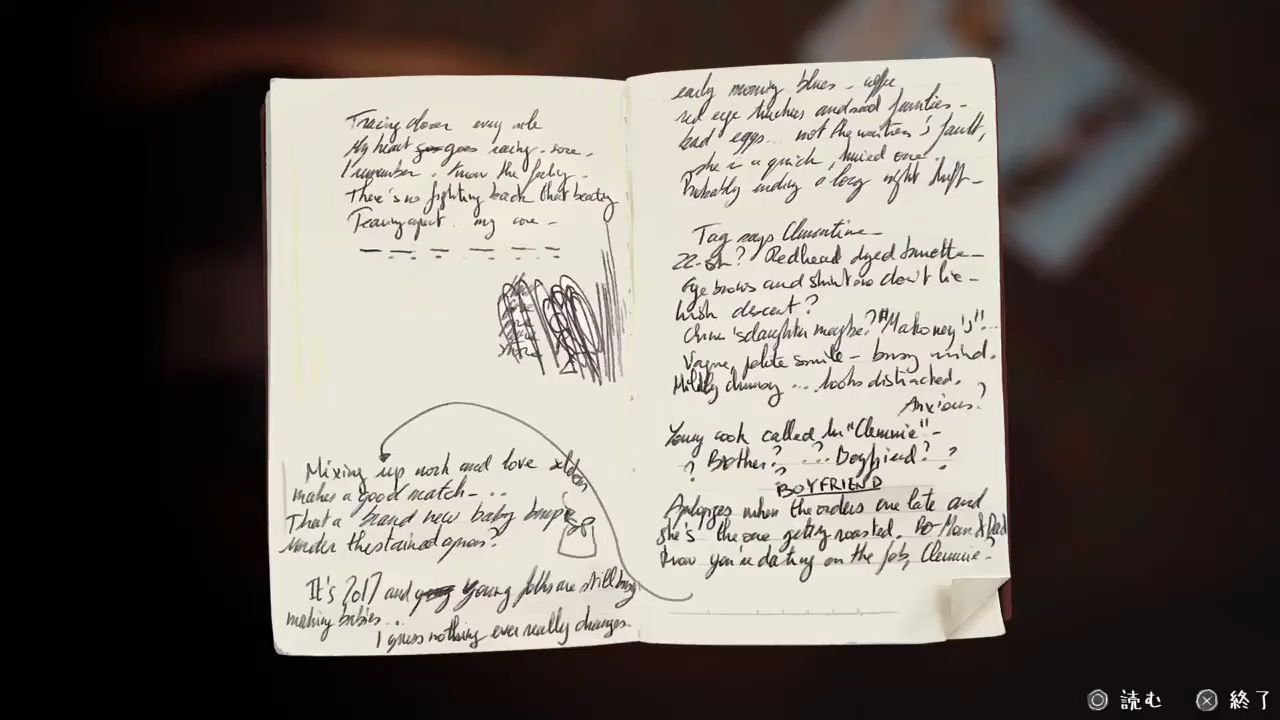 Tracing closer every mile
My heart goes racing. sore.
I remember. I know the feeling.
There's no fighting back that beating
Tearing apart. my core -
Mixing up work and love seldom
makes a good match - ...
That a brand new baby bump
under the stained apron?
It's 2017 and young folks are still busy
making babies...
I guess nothing ever really changes.
early morning blues - coffee
red eye truckers and sad families -
bad eggs... not the waitress's fault,
she is a quick, one.
Probably ending a long night shift -
Tag says Clementine -
22-ish? Redhead dyed brunette -
Eye brows and skin don't lie -
Irish descent?
Owner's daughter maybe? "Mahoney's"!..
Vague, polite smile - busy mind.
Mildly clumsy ... looks distracted.
Anxious?
Young cook called her "Clemmie" -
? Brother? ...? Boyfriend? ?
BOYFRIEND
Apologizes when the orders are late and
she's the one getting roasted. Do Mom & Dad
know you're dating on the job, Clemmie?
読む 終了